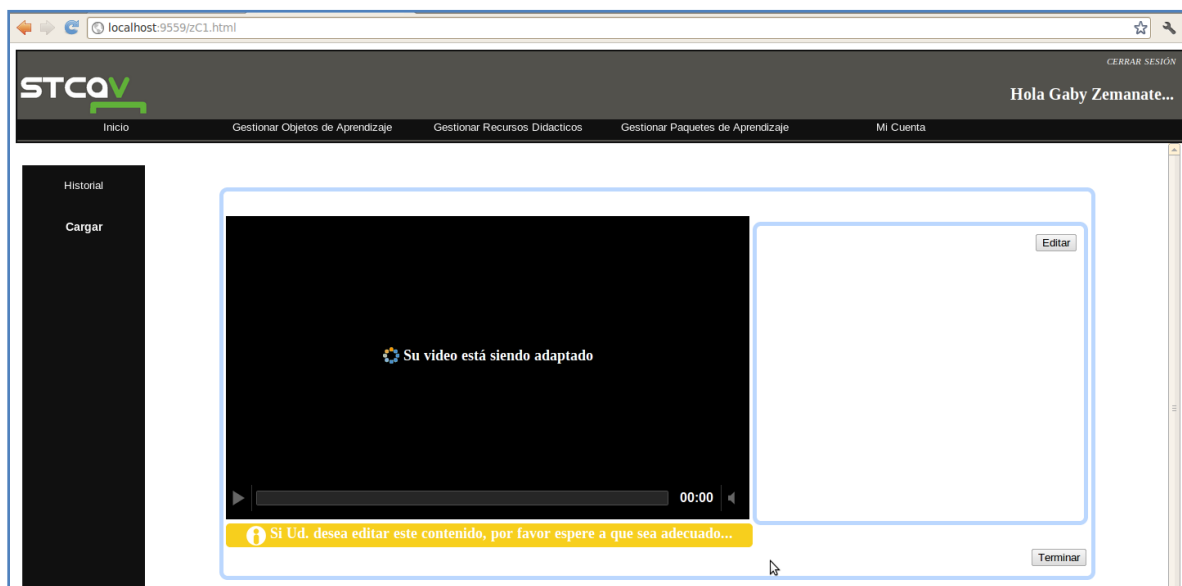 localhost:9559/zC1.html
CERRAR SESIÓN
STCAV
Hola Gaby Zemanate...
Inicio Gestionar Objetos de Aprendizaje Gestionar Recursos Didacticos Gestionar Paquetes de Aprendizaje Mi Cuenta
Historial
Cargar
Editar
Su video está siendo adaptado
00:00
Si Ud. desea editar este contenido, por favor espere a que sea adecuado...
Terminar